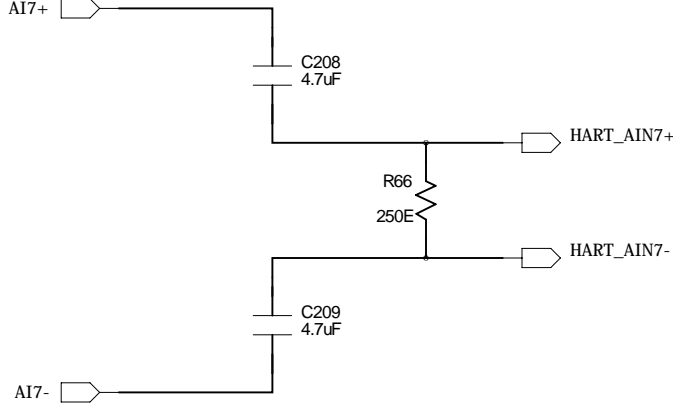 AI7+
C208
4.7uF
HART_AIN7+
R66
250E
HART_AIN7-
C209
4.7uF
AI7-